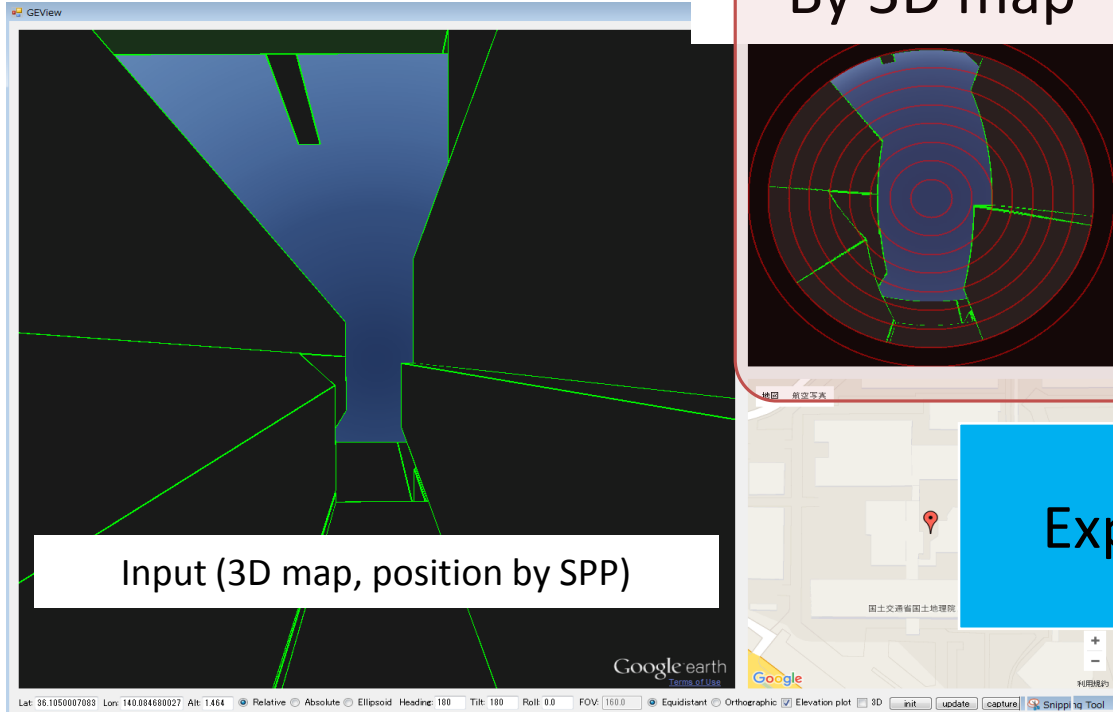 GEView
By 3D map
Input (3D map, position by SPP)
Google earth
Terms of Use
地図 航空写真
Exp
国土交通省国土地理院
Google
+
−
利用規約
Lat: 36.1050007083 Lon: 140.084680027 Alt: 1.464 Relative Absolute Ellipsoid Heading: 180 Tilt: 180 Roll: 0.0 FOV: 160.0 Equidistant Orthographic Elevation plot 3D init update capture Snipping Tool